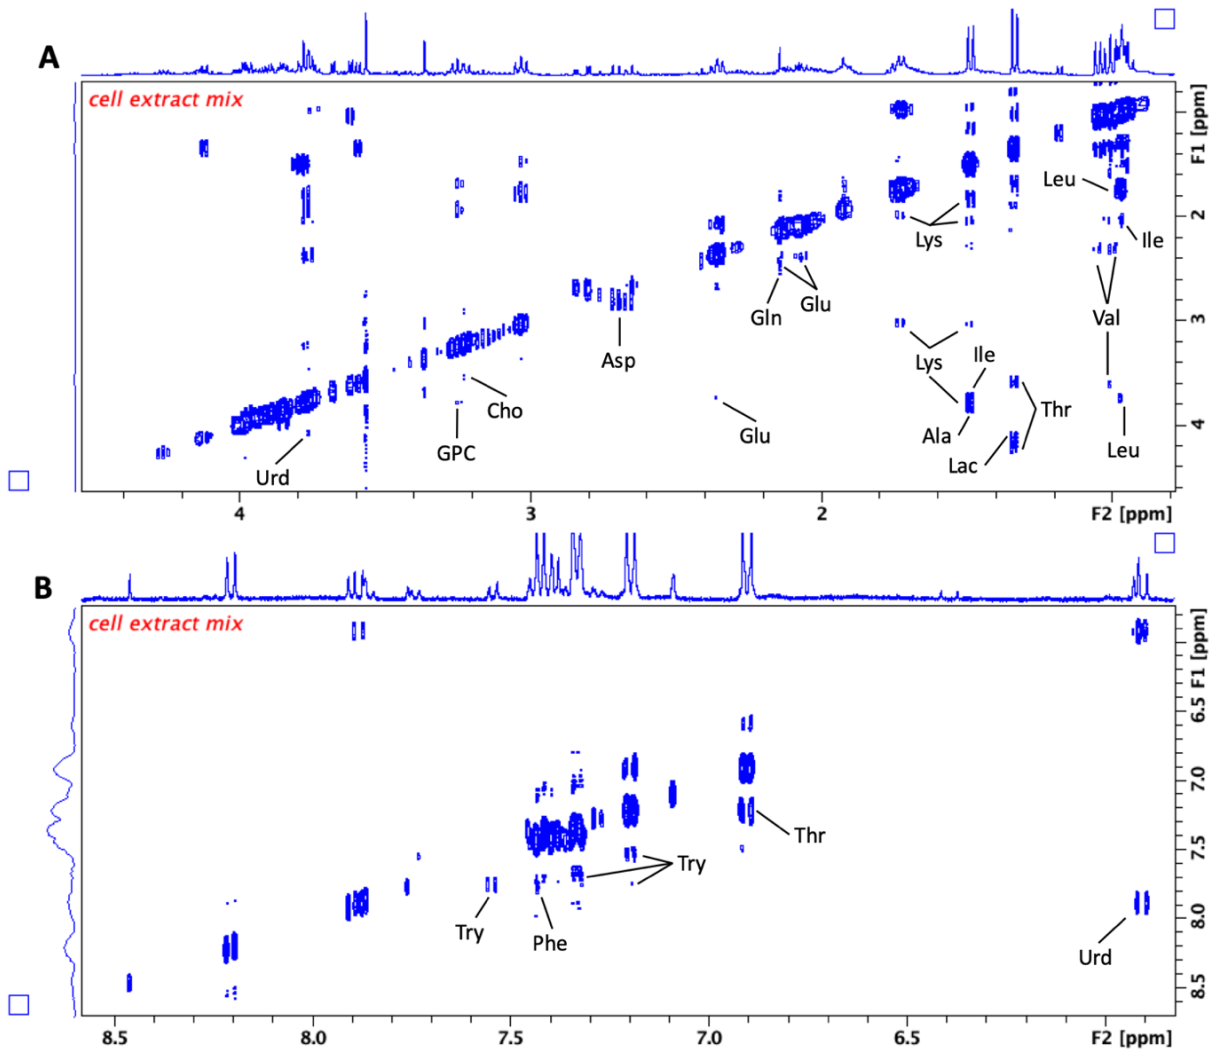 A
cell extract mix
F1 [ppm]
2
3
4
Leu
Ile
Lys
Gln
Glu
Val
Asp
Lys
Ile
Cho
Thr
GPC
Glu
Ala
Leu
Urd
Lac
4
3
2
F2 [ppm]
B
cell extract mix
F1 [ppm]
6.5
7.0
7.5
8.0
8.5
Thr
Try
Try
Phe
Urd
8.5
8.0
7.5
7.0
6.5
F2 [ppm]